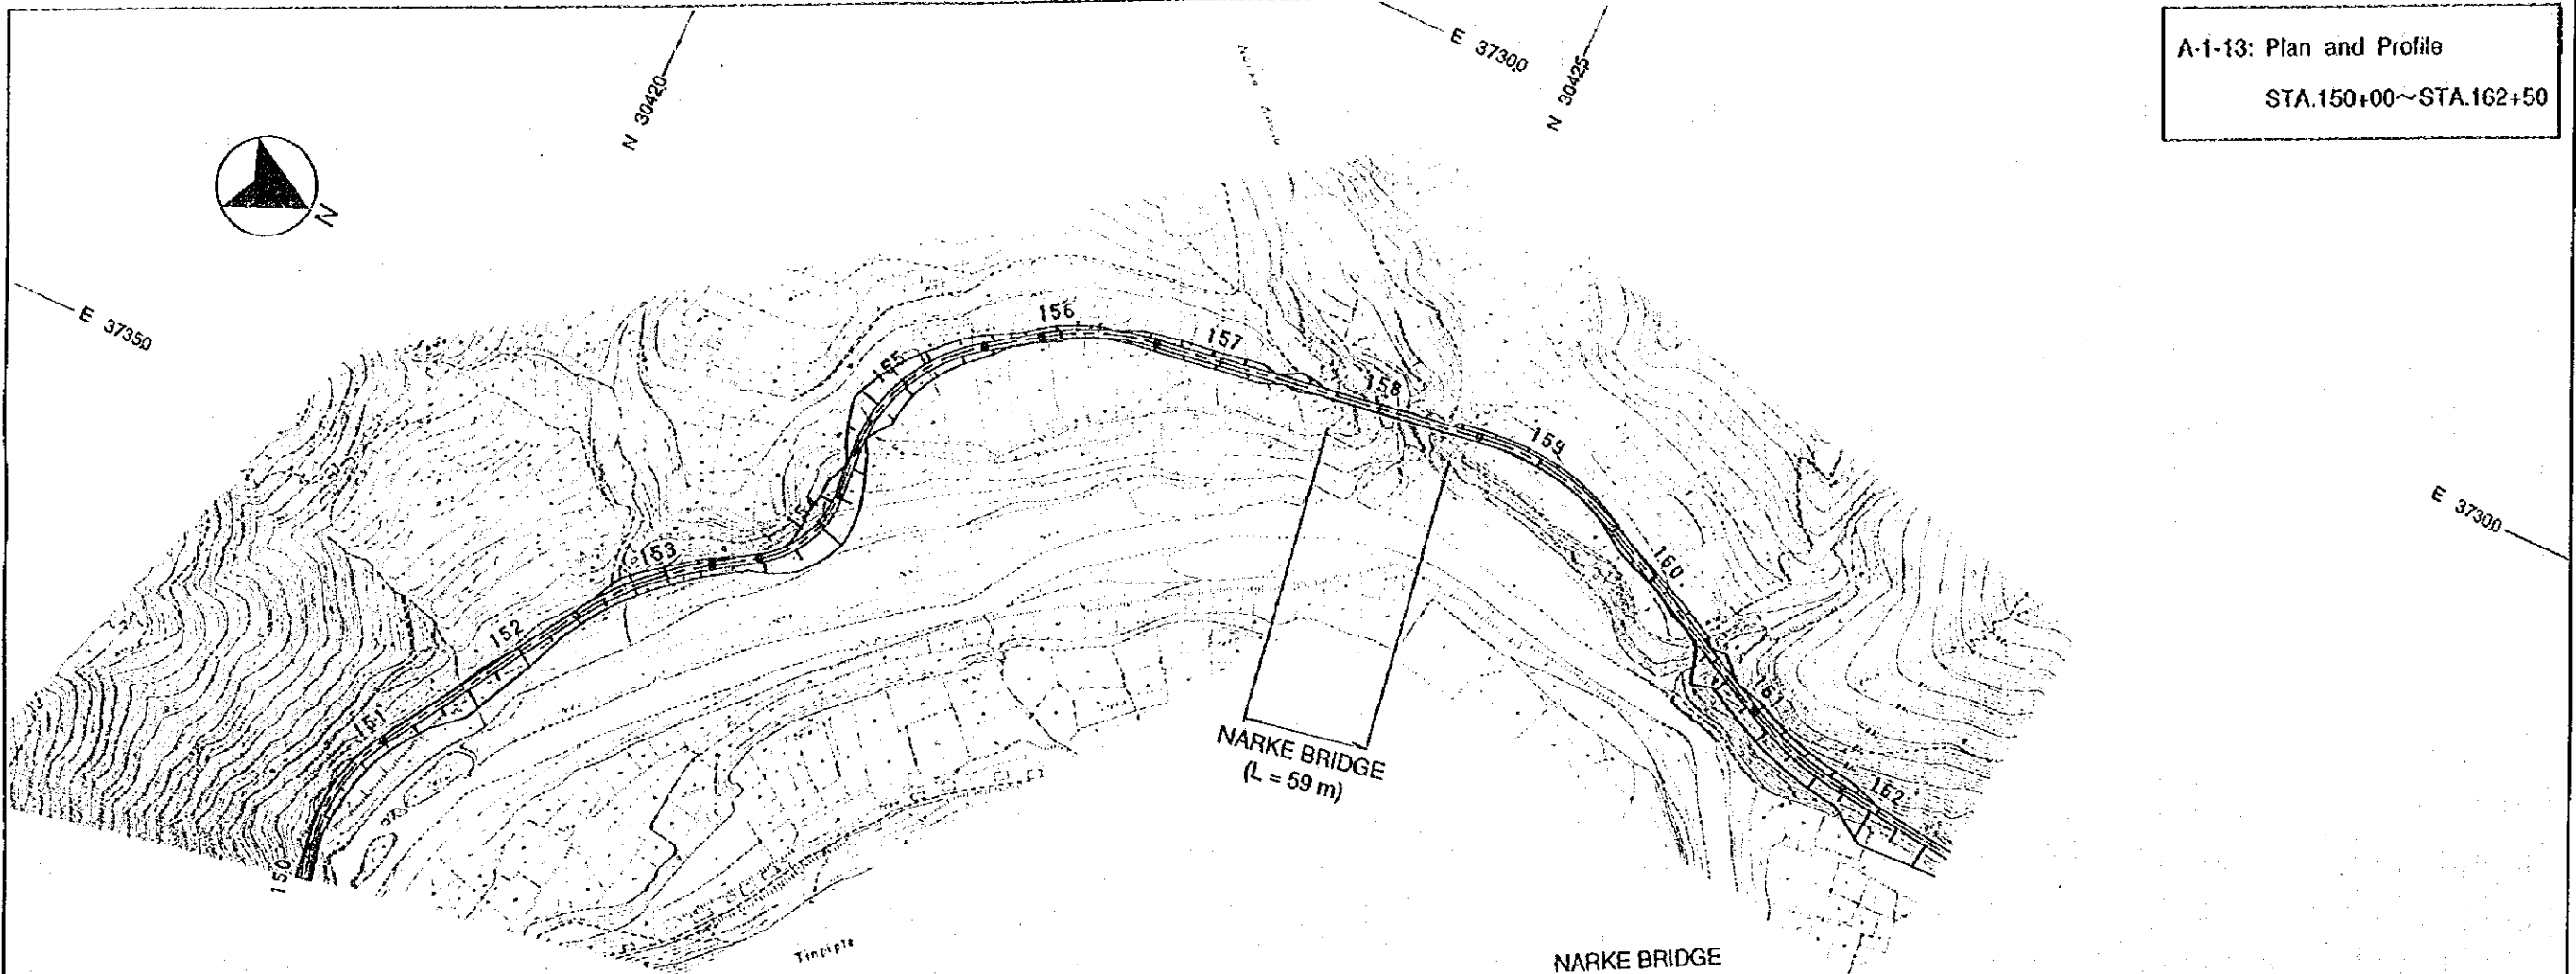 A-1-13: Plan and Profile
STA.150+00~STA.162+50
E 37300
N 30420
N 30425
N
E 37350
E 37300
150
151
152
153
154
155
156
157
158
159
160
161
162
NARKE BRIDGE
(L = 59 m)
NARKE BRIDGE